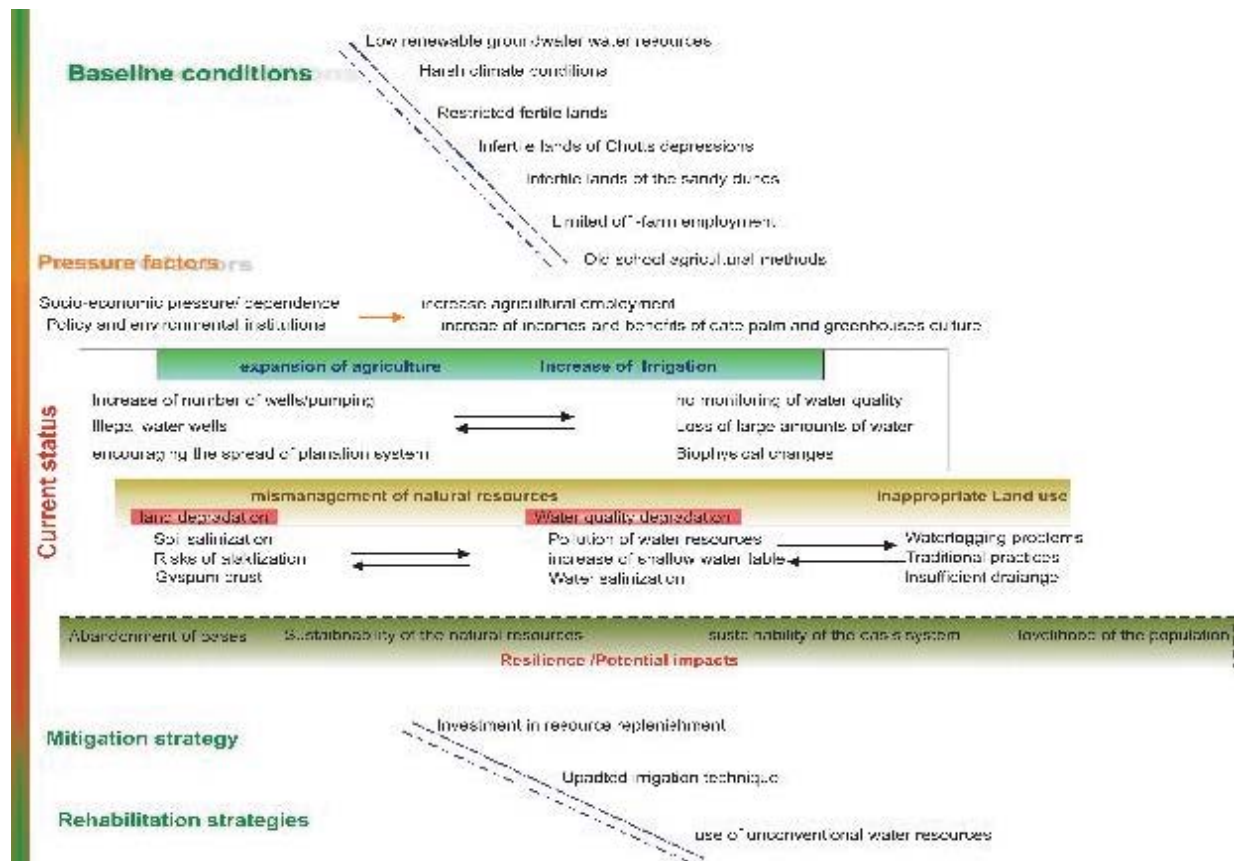 Low renewable groundwater water resources
Baseline conditions
Harsh climate conditions
Restricted fertile lands
Infertile lands of Chotts depressions
Infertile lands of the sandy dunes
Limited off-farm employment
Old school agricultural methods
Pressure factors
Socio-economic pressure/ dependence
increase agricultural employment
Policy and environmental institutions
increae of incomes and benefits of date palm and greenhouses culture
expansion of agriculture
Increase of Irrigation
Current status
Increase of number of wells/pumping
no monitoring of water quality
Illegal water wells
Loss of large amounts of water
encouraging the spread of planation system
Biophysical changes
mismanagement of natural resources
Inappropriate Land use
land degradation
Water quality degradation
Soil salinization
Pollution of water resources
Waterlogging problems
Risks of alaklization
increase of shallow water table
Traditional practices
Gyspum crust
Water salinization
Insufficient draiange
Abandonment of oases
Sustaibnability of the natural resources
sustainability of the oasis system
lovelihood of the population
Resilience /Potential impacts
Investment in resource replenishment
Mitigation strategy
Upadted irrigation technique
Rehabilitation strategies
use of unconventional water resources